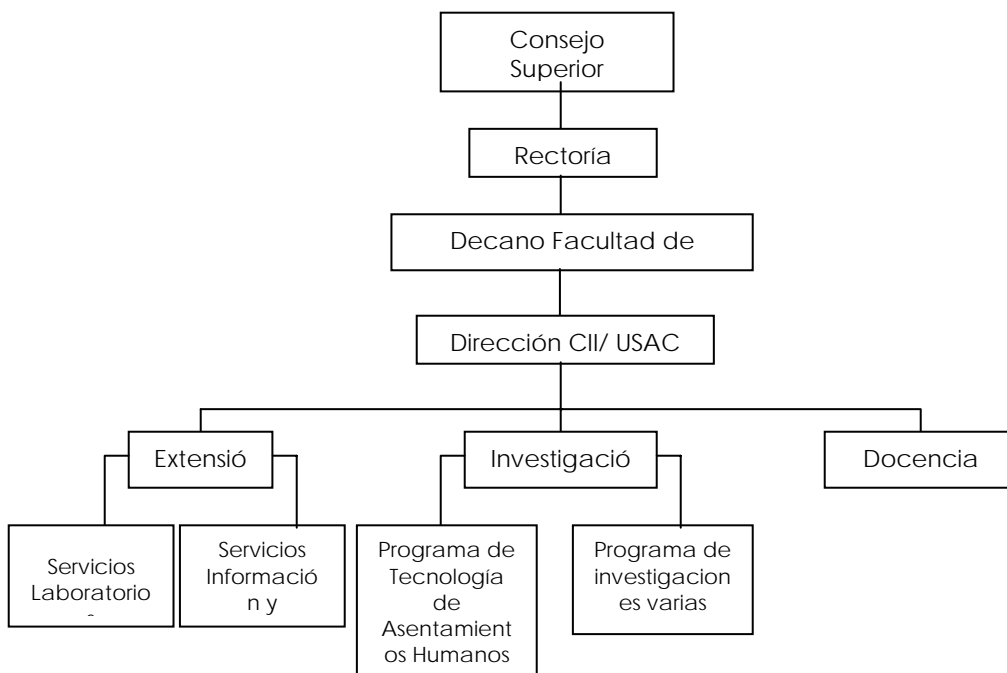 Consejo
Superior
Rectoría
Decano Facultad de
Dirección CII/ USAC
Extensió
Investigació
Docencia
Servicios
Laboratorio
Servicios
Informació
n y
Programa de
Tecnología
de
Asentamient
os Humanos
Programa de
investigacion
es varias